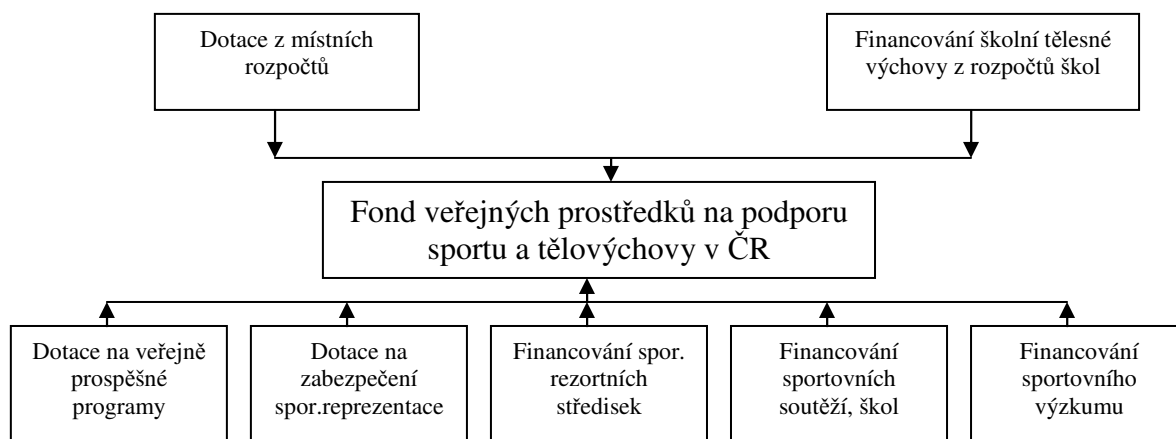 Dotace z místních
rozpočtů
Financování školní tělesné
výchovy z rozpočtů škol
Fond veřejných prostředků na podporu
sportu a tělovýchovy v ČR
Dotace na veřejně
prospěšné
programy
Dotace na
zabezpečení
spor.reprezentace
Financování spor.
rezortních
středisek
Financování
sportovních
soutěží, škol
Financování
sportovního
výzkumu